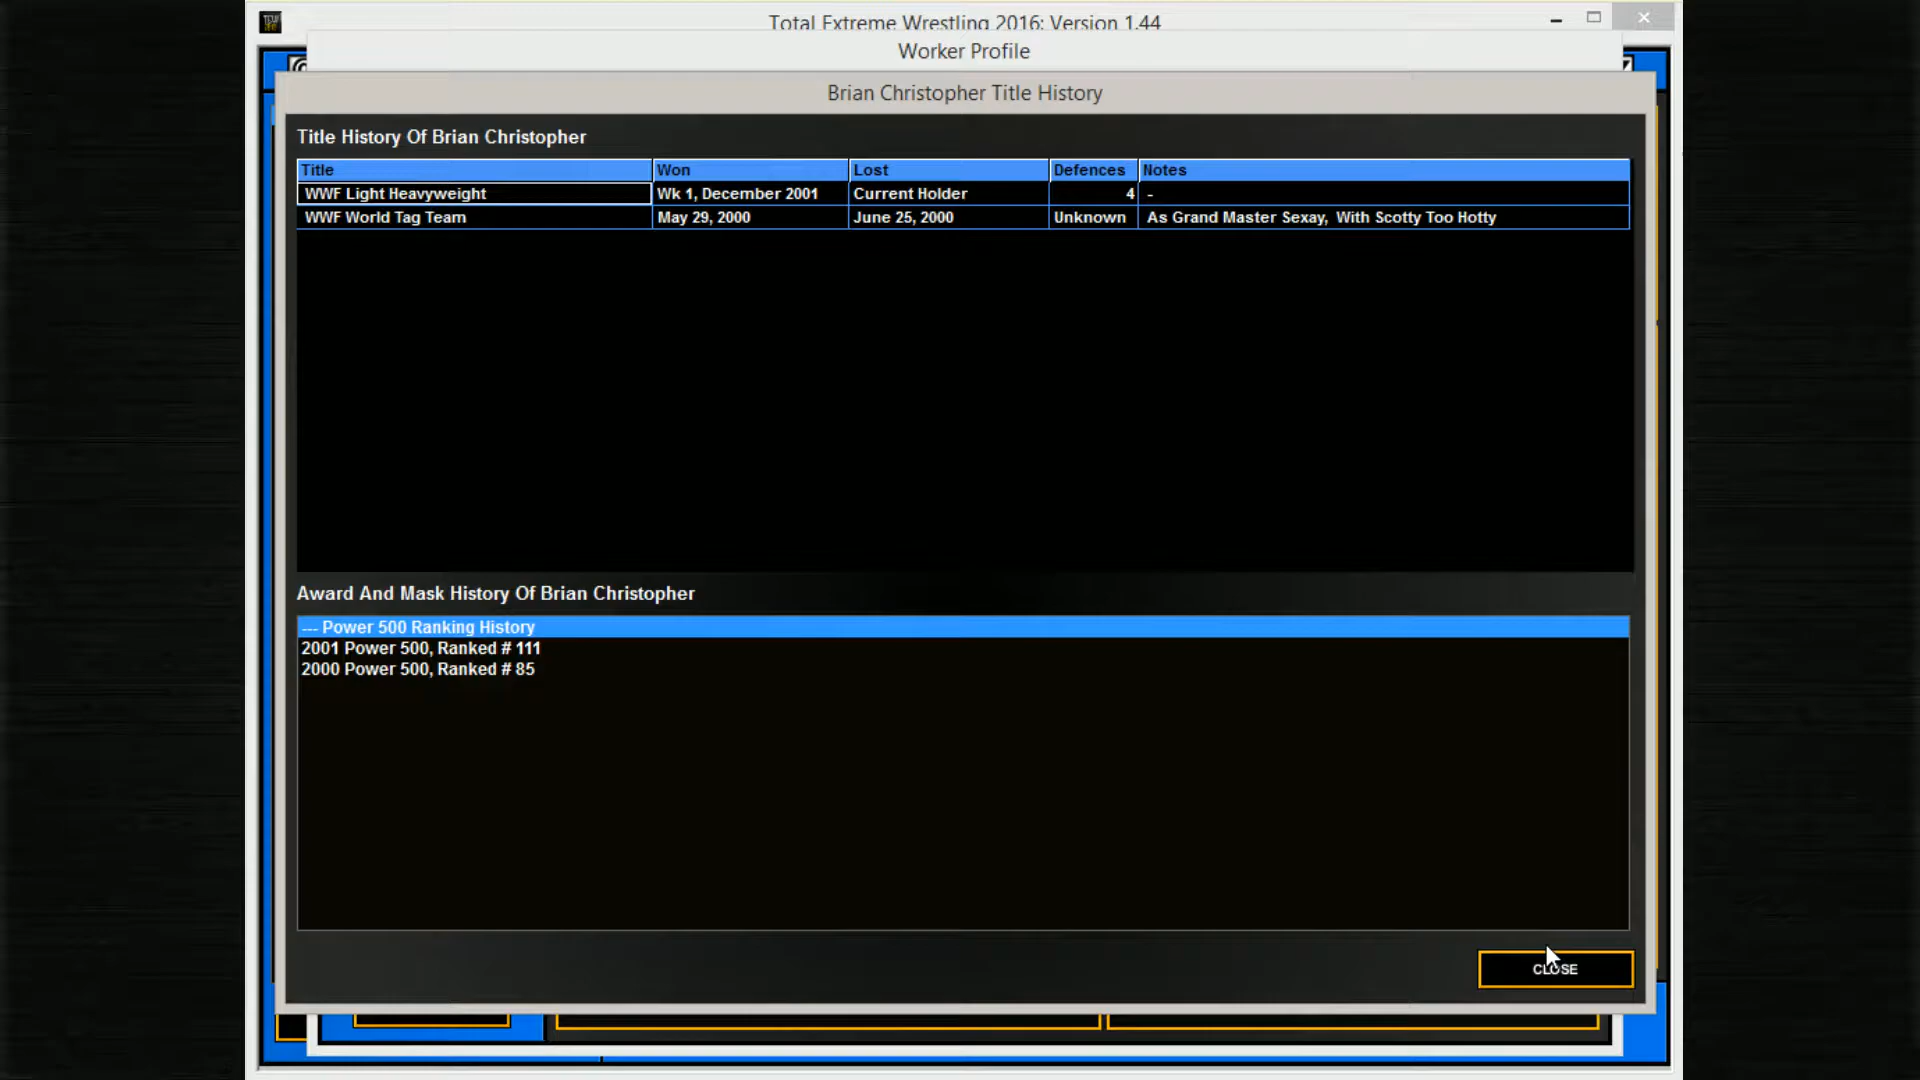 Total Extreme Wrestling 2016: Version 1.44
Worker Profile
Brian Christopher Title History
Title History Of Brian Christopher
Title Won Lost Defences Notes
WWF Light Heavyweight Wk 1, December 2001 Current Holder 4 -
WWF World Tag Team May 29, 2000 June 25, 2000 Unknown As Grand Master Sexay, With Scotty Too Hotty
Award And Mask History Of Brian Christopher
--- Power 500 Ranking History
2001 Power 500, Ranked # 111
2000 Power 500, Ranked # 85
CLOSE